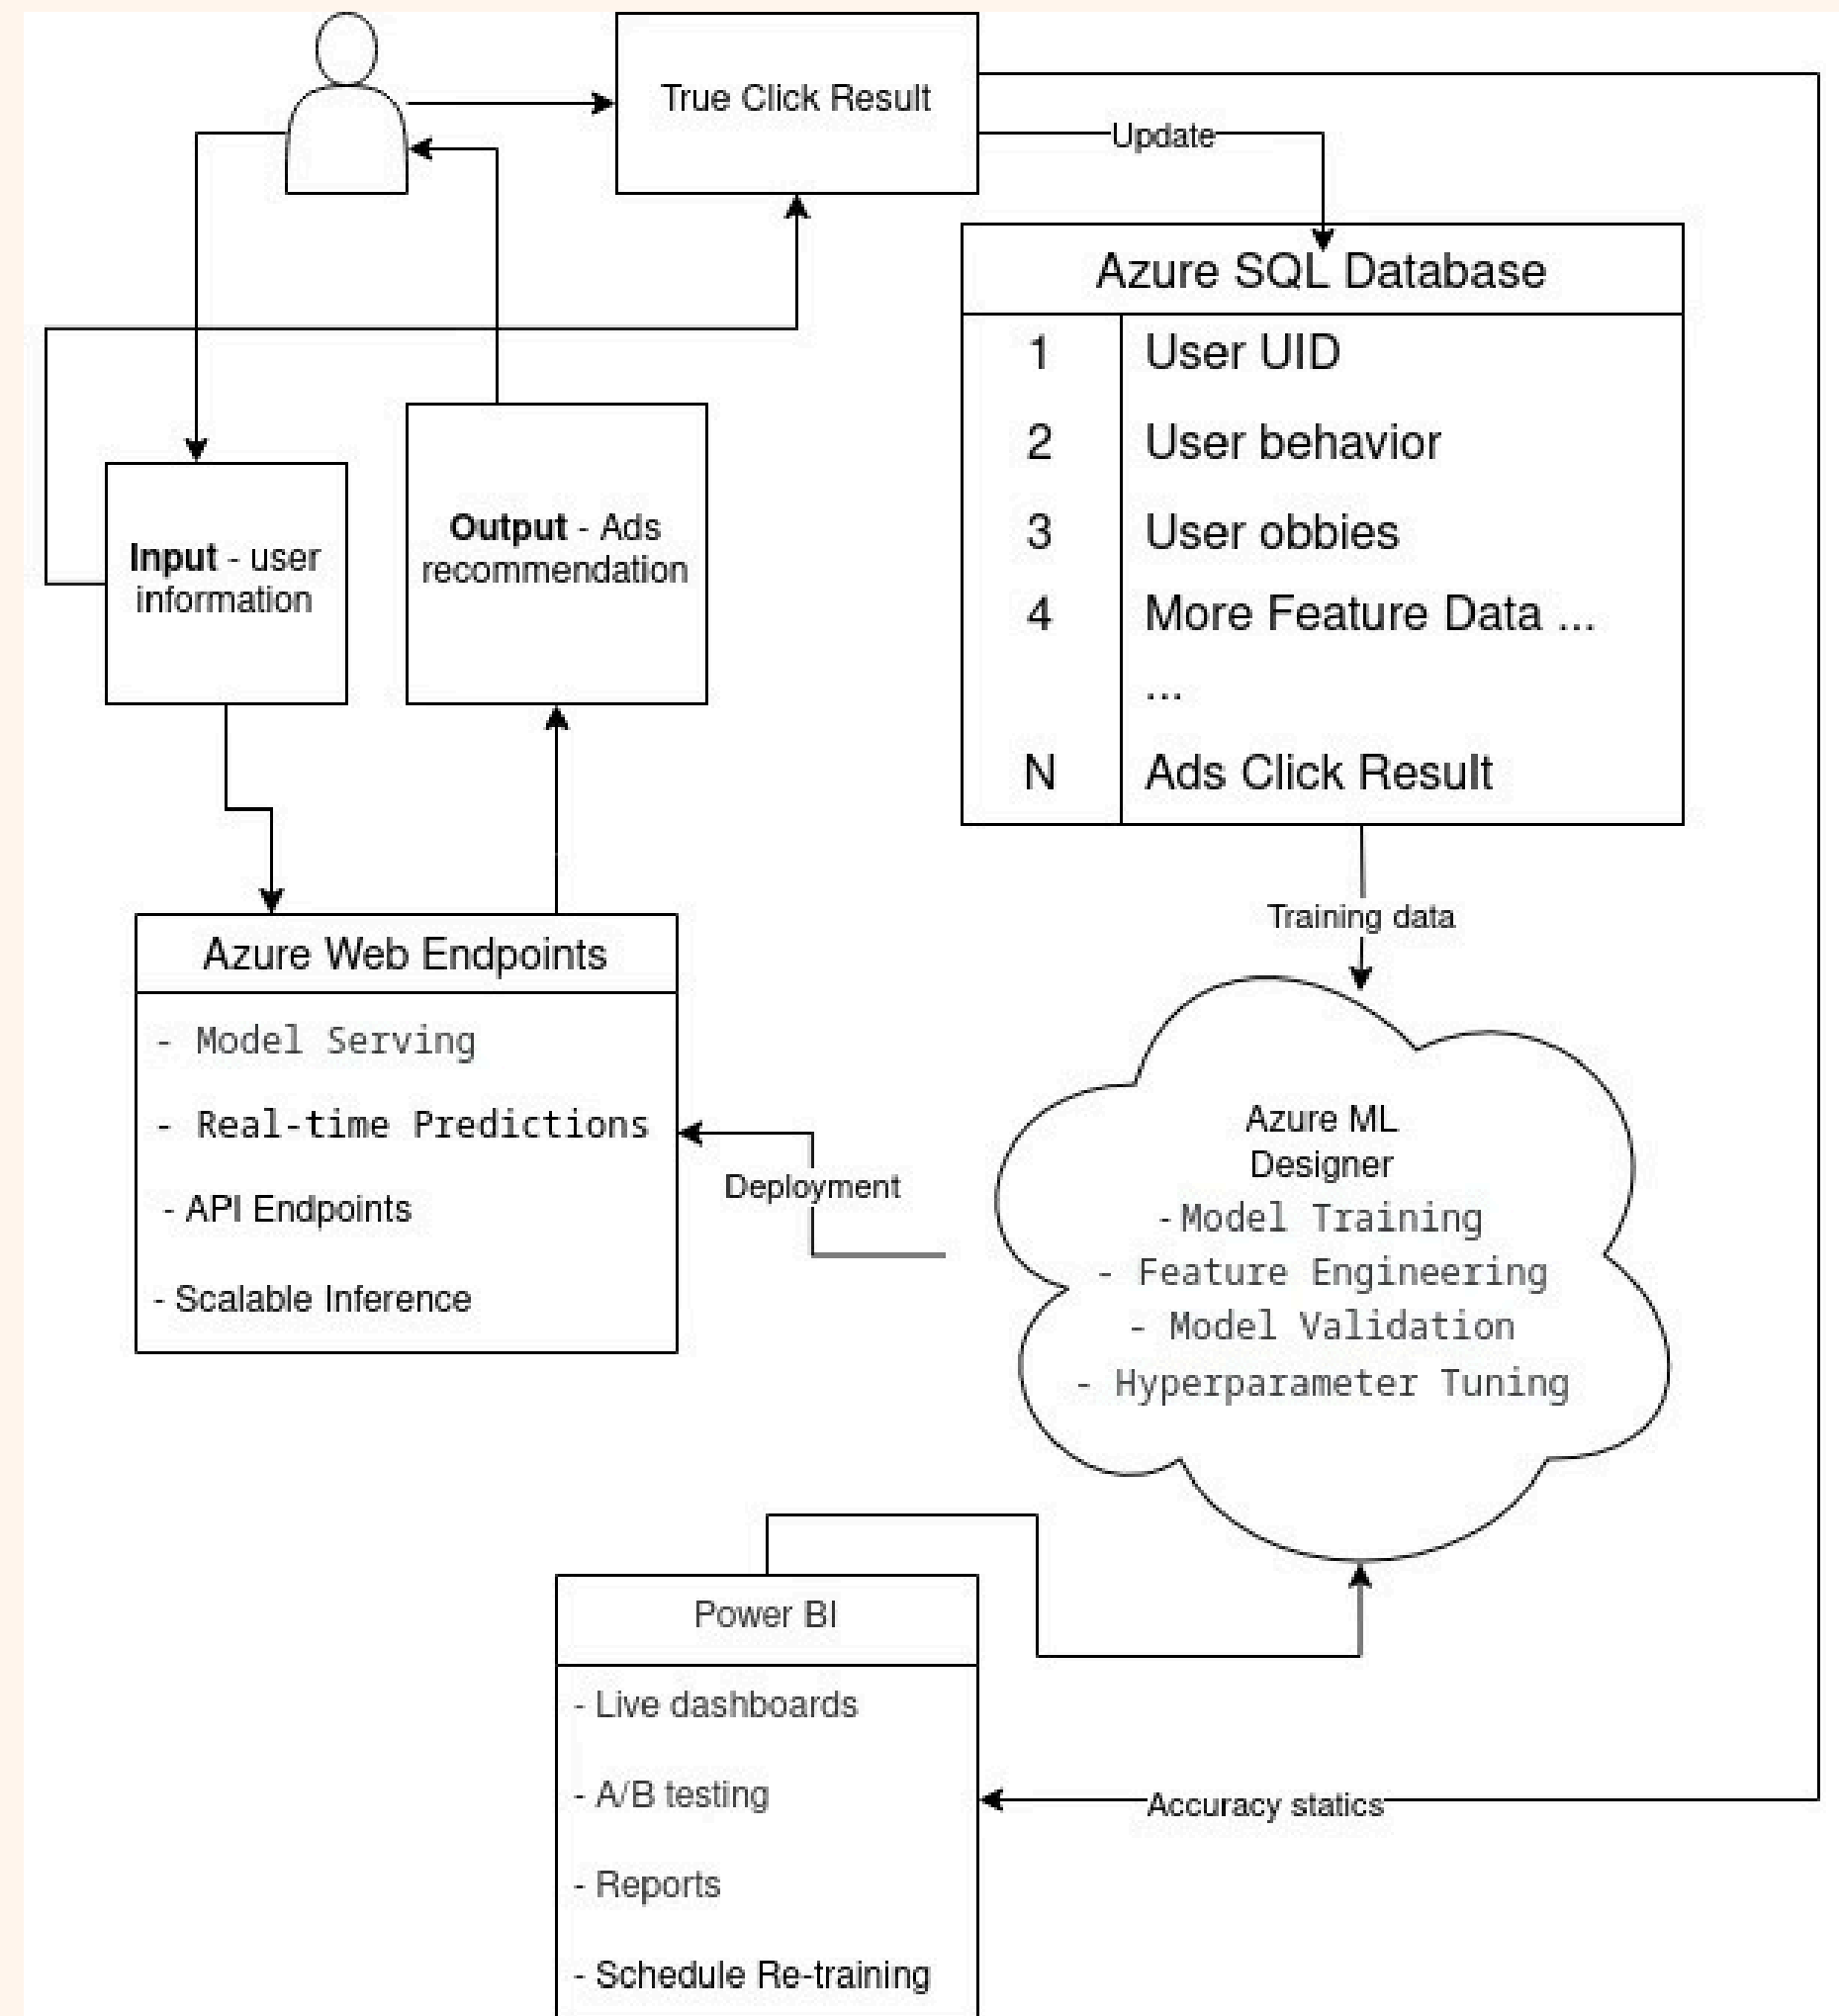 True Click Result
Update
Azure SQL Database
1 User UID
2 User behavior
3 User obbies
4 More Feature Data ...
...
N Ads Click Result
Input - user
information
Output - Ads
recommendation
Training data
Azure Web Endpoints
- Model Serving
- Real-time Predictions
- API Endpoints
- Scalable Inference
Deployment
Azure ML
Designer
- Model Training
- Feature Engineering
- Model Validation
- Hyperparameter Tuning
Power BI
- Live dashboards
- A/B testing
- Reports
- Schedule Re-training
Accuracy statics